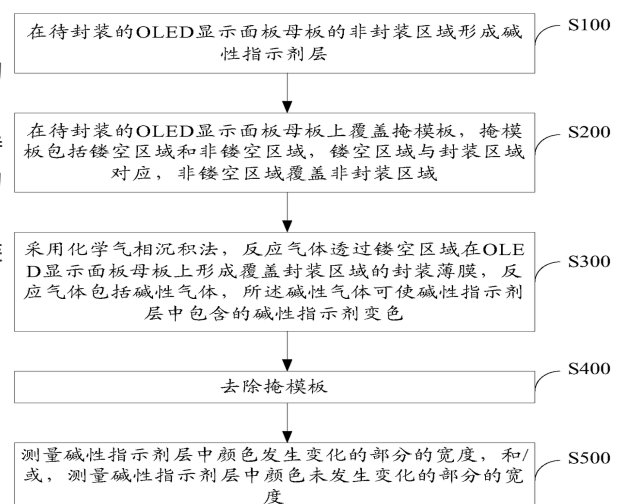 在待封装的OLED显示面板母板的非封装区域形成碱
性指示剂层
S100
在待封装的OLED显示面板母板上覆盖掩模板，掩模
板包括镂空区域和非镂空区域，镂空区域与封装区域
对应，非镂空区域覆盖非封装区域
S200
采用化学气相沉积法，反应气体透过镂空区域在OLE
D显示面板母板上形成覆盖封装区域的封装薄膜，反
应气体包括碱性气体，所述碱性气体可使碱性指示剂
层中包含的碱性指示剂变色
S300
去除掩模板
S400
测量碱性指示剂层中颜色发生变化的部分的宽度，和/
或，测量碱性指示剂层中颜色未发生变化的部分的宽
度
S500